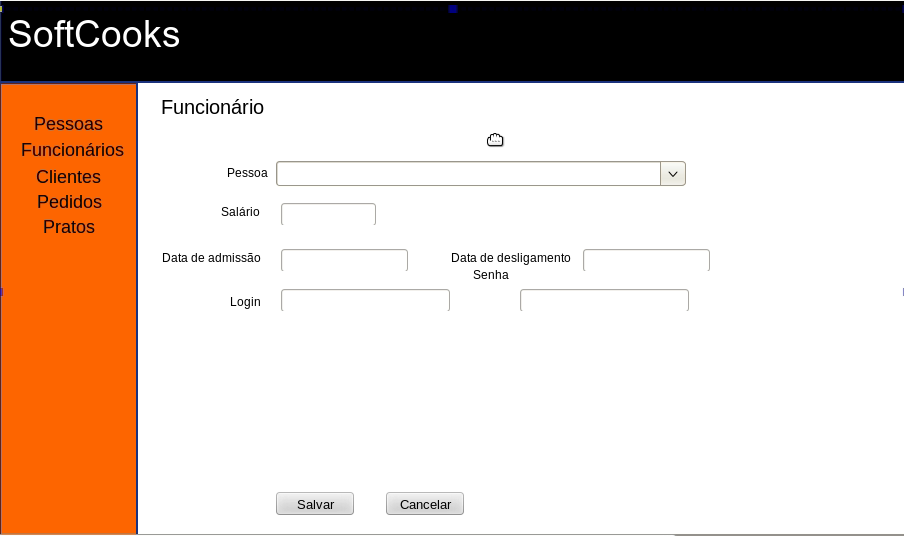 SoftCooks
Pessoas
Funcionários
Clientes
Pedidos
Pratos
Funcionário
Pessoa
Salário
Data de admissão Data de desligamento
Senha
Login
Salvar Cancelar